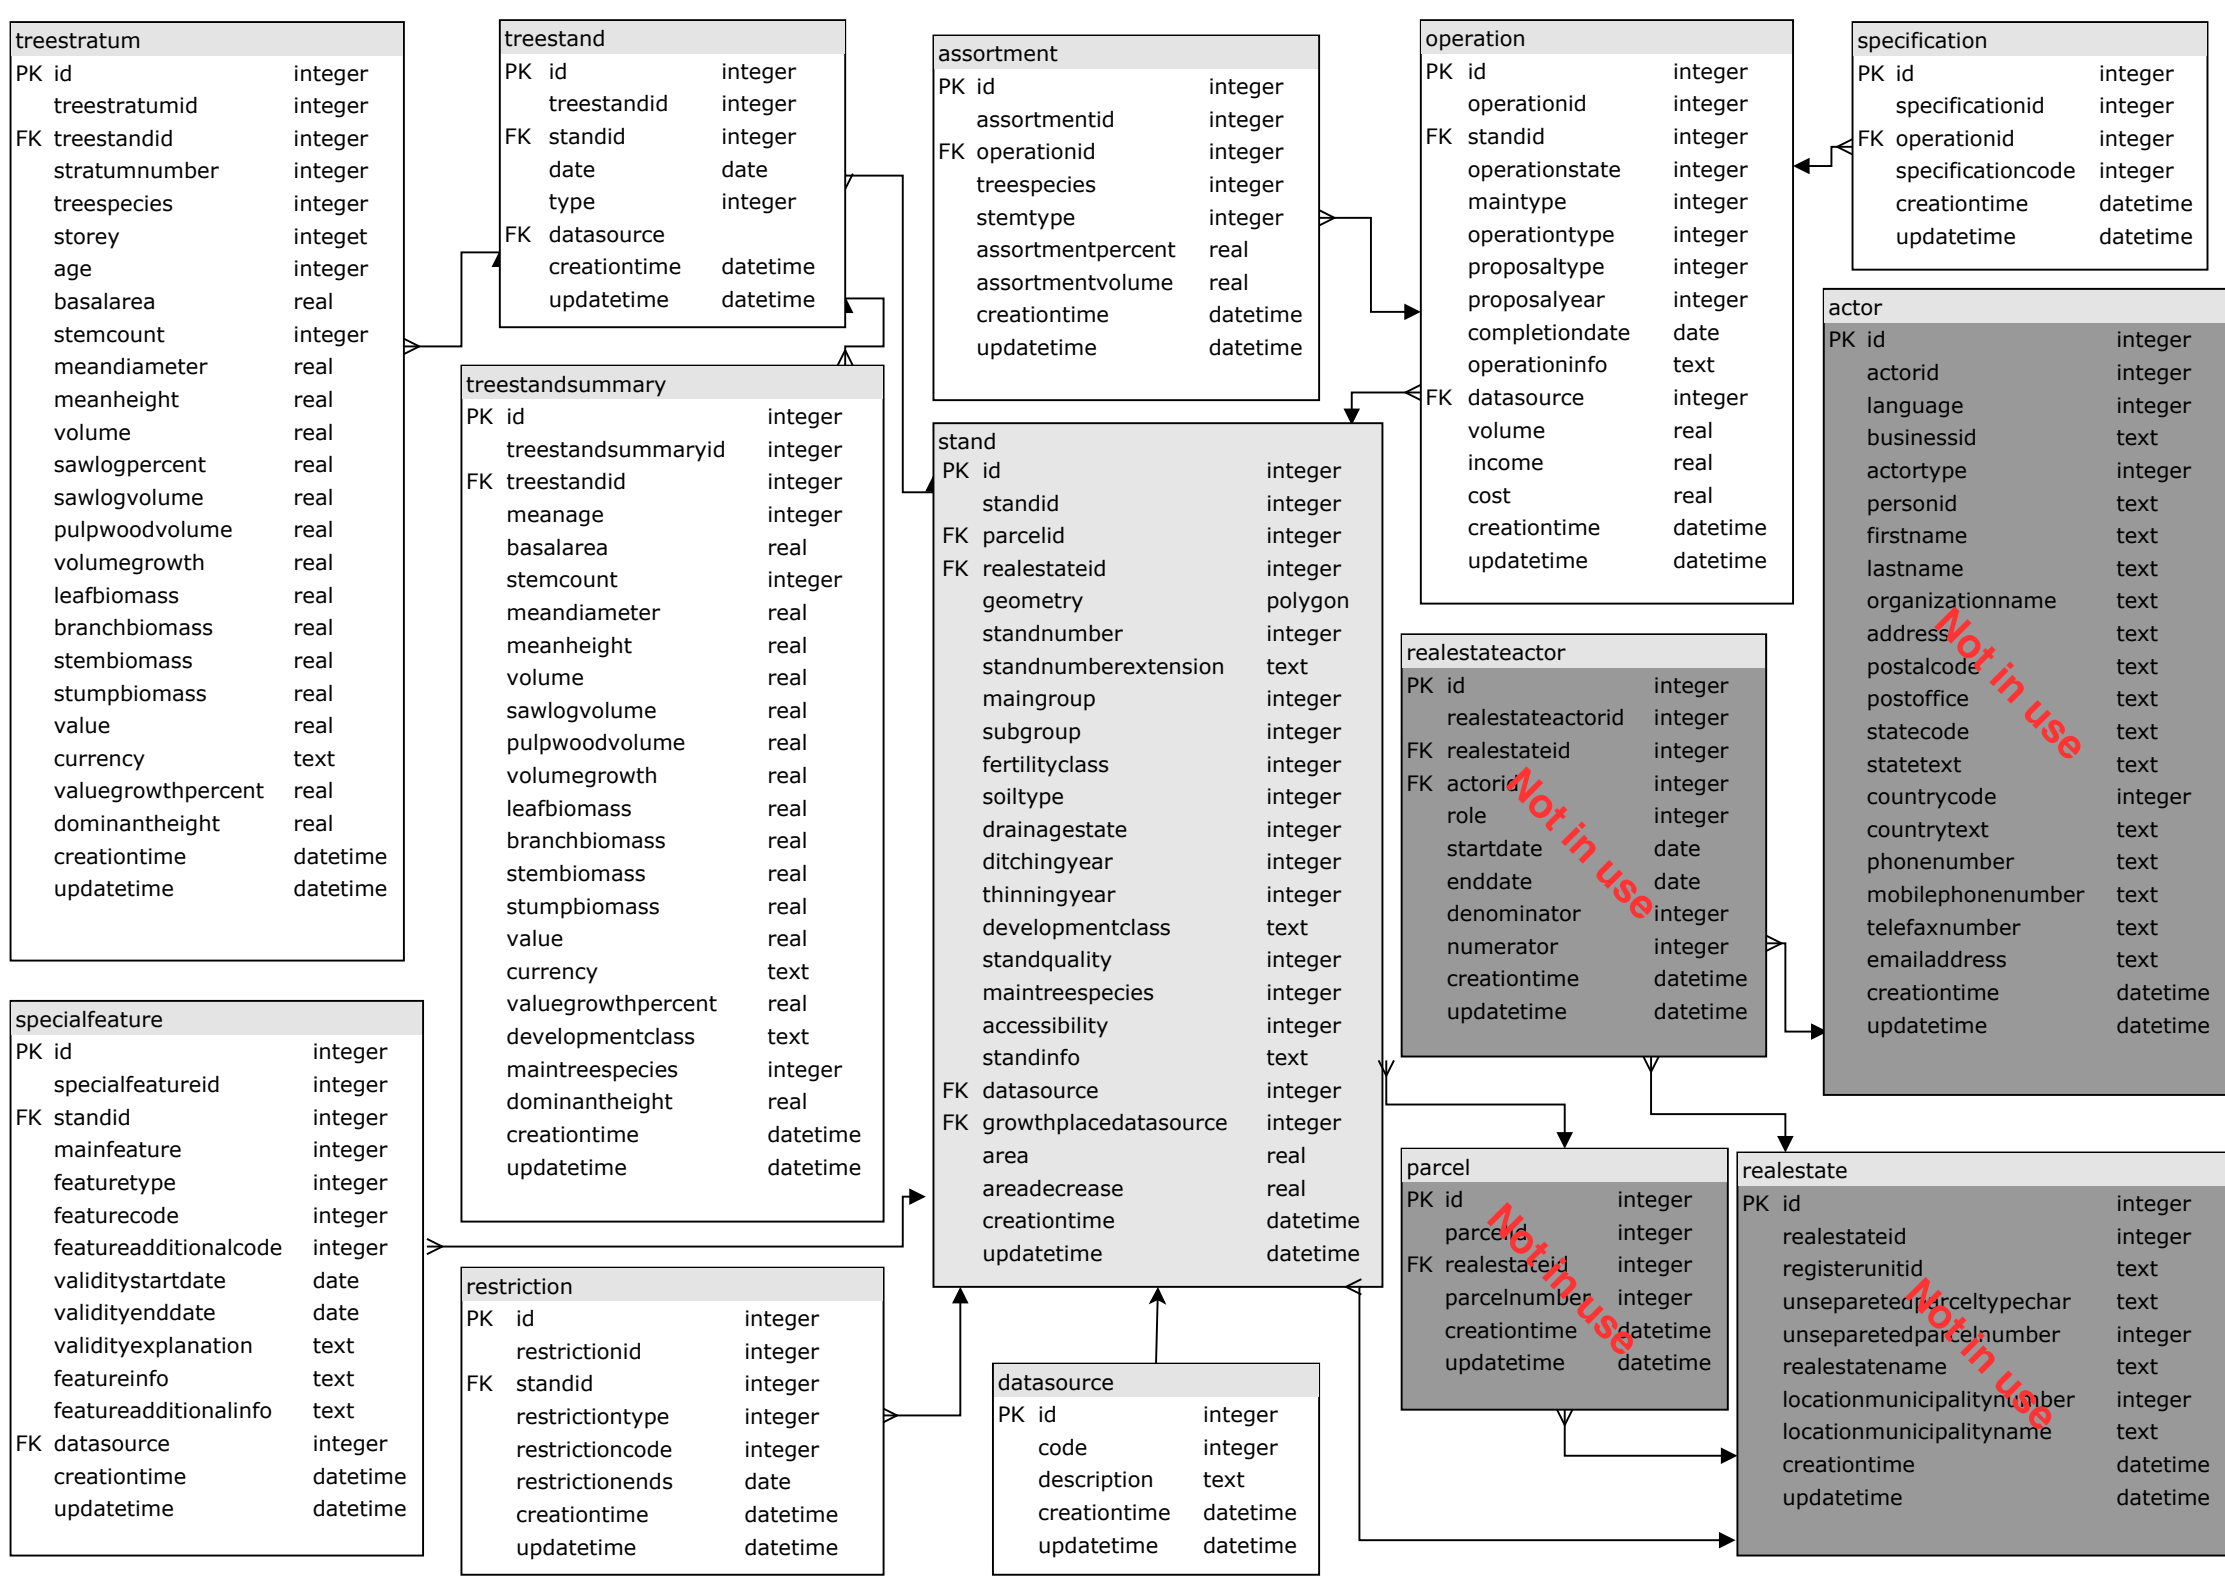 treestratum
PK id integer
treestratumid integer
FK treestandid integer
stratumnumber integer
treespecies integer
storey integet
age integer
basalarea real
stemcount integer
meandiameter real
meanheight real
volume real
sawlogpercent real
sawlogvolume real
pulpwoodvolume real
volumegrowth real
leafbiomass real
branchbiomass real
stembiomass real
stumpbiomass real
value real
currency text
valuegrowthpercent real
dominantheight real
creationtime datetime
updatetime datetime
treestand
PK id integer
treestandid integer
FK standid integer
date date
type integer
FK datasource
creationtime datetime
updatetime datetime
assortment
PK id integer
assortmentid integer
FK operationid integer
treespecies integer
stemtype integer
assortmentpercent real
assortmentvolume real
creationtime datetime
updatetime datetime
operation
PK id integer
operationid integer
FK standid integer
operationstate integer
maintype integer
operationtype integer
proposaltype integer
proposalyear integer
completiondate date
operationinfo text
FK datasource integer
volume real
income real
cost real
creationtime datetime
updatetime datetime
specification
PK id integer
specificationid integer
FK operationid integer
specificationcode integer
creationtime datetime
updatetime datetime
actor
PK id integer
actorid integer
language integer
businessid text
actortype integer
personid text
firstname text
lastname text
organizationname text
address text
postalcode text
postoffice text
statecode text
statetext text
countrycode integer
countrytext text
phonenumber text
mobilephonenumber text
telefaxnumber text
emailaddress text
creationtime datetime
updatetime datetime
Not in use
treestandsummary
PK id integer
treestandsummaryid integer
FK treestandid integer
meanage integer
basalarea real
stemcount integer
meandiameter real
meanheight real
volume real
sawlogvolume real
pulpwoodvolume real
volumegrowth real
leafbiomass real
branchbiomass real
stembiomass real
stumpbiomass real
value real
currency text
valuegrowthpercent real
developmentclass text
maintreespecies integer
dominantheight real
creationtime datetime
updatetime datetime
stand
PK id integer
standid integer
FK parcelid integer
FK realestateid integer
geometry polygon
standnumber integer
standnumberextension text
maingroup integer
subgroup integer
fertilityclass integer
soiltype integer
drainagestate integer
ditchingyear integer
thinningyear integer
developmentclass text
standquality integer
maintreespecies integer
accessibility integer
standinfo text
FK datasource integer
FK growthplacedatasource integer
area real
areadecrease real
creationtime datetime
updatetime datetime
realestateactor
PK id integer
realestateactorid integer
FK realestateid integer
FK actorid integer
role integer
startdate date
enddate date
denominator integer
numerator integer
creationtime datetime
updatetime datetime
Not in use
specialfeature
PK id integer
specialfeatureid integer
FK standid integer
mainfeature integer
featuretype integer
featurecode integer
featureadditionalcode integer
validitystartdate date
validityenddate date
validityexplanation text
featureinfo text
featureadditionalinfo text
FK datasource integer
creationtime datetime
updatetime datetime
restriction
PK id integer
restrictionid integer
FK standid integer
restrictiontype integer
restrictioncode integer
restrictionends date
creationtime datetime
updatetime datetime
datasource
PK id integer
code integer
description text
creationtime datetime
updatetime datetime
parcel
PK id integer
parcelid integer
FK realestateid integer
parcelnumber integer
creationtime datetime
updatetime datetime
Not in use
realestate
PK id integer
realestateid integer
registerunitid text
unseparetedparceltypechar text
unseparetedparcelnumber integer
realestatename text
locationmunicipalitynumber integer
locationmunicipalityname text
creationtime datetime
updatetime datetime
Not in use